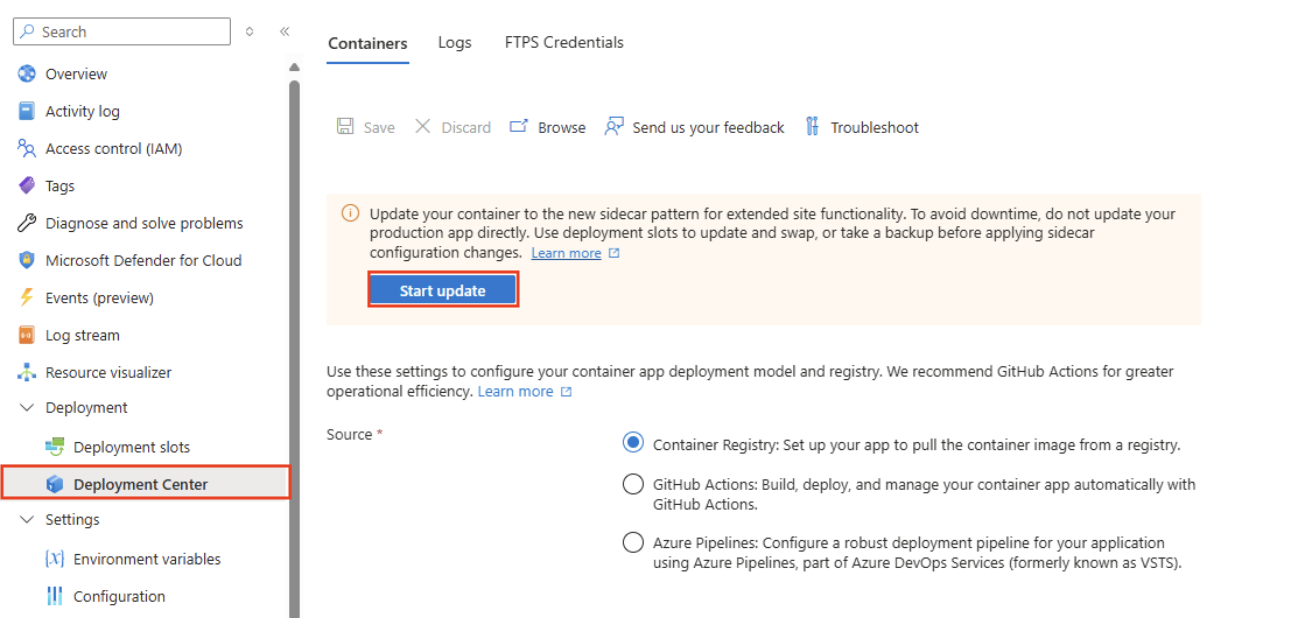 Search
Overview
Activity log
Access control (IAM)
Tags
Diagnose and solve problems
Microsoft Defender for Cloud
Events (preview)
Log stream
Resource visualizer
Deployment
Deployment slots
Deployment Center
Settings
Environment variables
Configuration
Containers Logs FTPS Credentials
Save Discard Browse Send us your feedback Troubleshoot
Update your container to the new sidecar pattern for extended site functionality. To avoid downtime, do not update your
production app directly. Use deployment slots to update and swap, or take a backup before applying sidecar
configuration changes. Learn more
Start update
Use these settings to configure your container app deployment model and registry. We recommend GitHub Actions for greater
operational efficiency. Learn more
Source *
Container Registry: Set up your app to pull the container image from a registry.
GitHub Actions: Build, deploy, and manage your container app automatically with
GitHub Actions.
Azure Pipelines: Configure a robust deployment pipeline for your application
using Azure Pipelines, part of Azure DevOps Services (formerly known as VSTS).